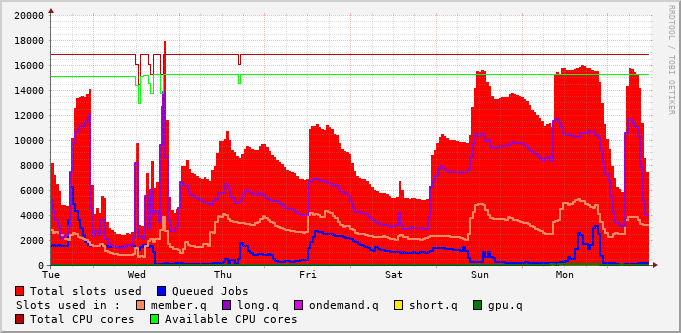 20000
18000
16000
14000
12000
10000
8000
6000
4000
2000
0
Tue Wed Thu Fri Sat Sun Mon
RRDTOOL / TOBI OETIKER
Total slots used Queued Jobs
Slots used in : member.q long.q ondemand.q short.q gpu.q
Total CPU cores Available CPU cores